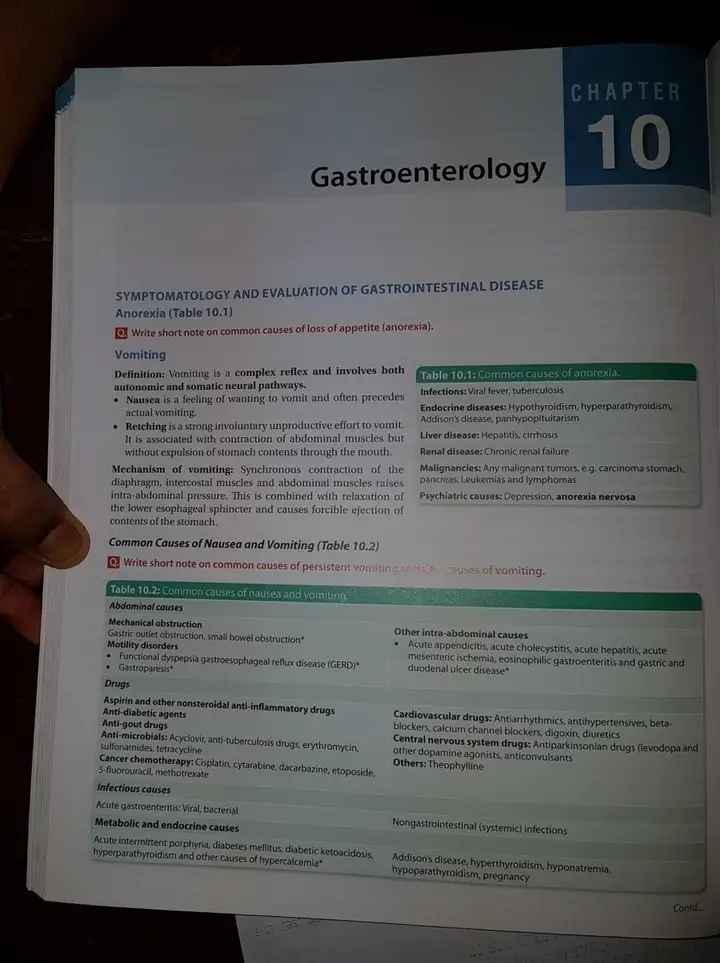 CHAPTER
10
Gastroenterology
SYMPTOMATOLOGY AND EVALUATION OF GASTROINTESTINAL DISEASE
Anorexia (Table 10.1)
Q. Write short note on common causes of loss of appetite (anorexia).
Vomiting
Definition: Vomiting is a complex reflex and involves both
autonomic and somatic neural pathways.
• Nausea is a feeling of wanting to vomit and often precedes
actual vomiting.
• Retching is a strong involuntary unproductive effort to vomit.
It is associated with contraction of abdominal muscles but
without expulsion of stomach contents through the mouth.
Mechanism of vomiting: Synchronous contraction of the
diaphragm, intercostal muscles and abdominal muscles raises
intra-abdominal pressure. This is combined with relaxation of
the lower esophageal sphincter and causes forcible ejection of
contents of the stomach.
Table 10.1: Common causes of anorexia.
Infections: Viral fever, tuberculosis
Endocrine diseases: Hypothyroidism, hyperparathyroidism,
Addison's disease, panhypopituitarism
Liver disease: Hepatitis, cirrhosis
Renal disease: Chronic renal failure
Malignancies: Any malignant tumors, e.g. carcinoma stomach,
pancreas. Leukemias and lymphomas
Psychiatric causes: Depression, anorexia nervosa
Common Causes of Nausea and Vomiting (Table 10.2)
Q. Write short note on common causes of persistent vomiting causes of vomiting.
Table 10.2: Common causes of nausea and vomiting.
Abdominal causes
Mechanical obstruction
Gastric outlet obstruction, small bowel obstruction*
Motility disorders
• Functional dyspepsia gastroesophageal reflux disease (GERD)*
• Gastroparesis*
Other intra-abdominal causes
• Acute appendicitis, acute cholecystitis, acute hepatitis, acute
mesenteric ischemia, eosinophilic gastroenteritis and gastric and
duodenal ulcer disease*
Drugs
Aspirin and other nonsteroidal anti-inflammatory drugs
Anti-diabetic agents
Anti-gout drugs
Anti-microbials: Acyclovir, anti-tuberculosis drugs, erythromycin,
sulfonamides, tetracycline
Cancer chemotherapy: Cisplatin, cytarabine, dacarbazine, etoposide,
5-fluorouracil, methotrexate
Cardiovascular drugs: Antiarrhythmics, antihypertensives, beta-
blockers, calcium channel blockers, digoxin, diuretics
Central nervous system drugs: Antiparkinsonian drugs (levodopa and
other dopamine agonists, anticonvulsants
Others: Theophylline
Infectious causes
Acute gastroenteritis: Viral, bacterial
Nongastrointestinal (systemic) infections
Metabolic and endocrine causes
Acute intermittent porphyria, diabetes mellitus, diabetic ketoacidosis,
hyperparathyroidism and other causes of hypercalcemia*
Addison's disease, hyperthyroidism, hyponatremia,
hypoparathyroidism, pregnancy
Contd...